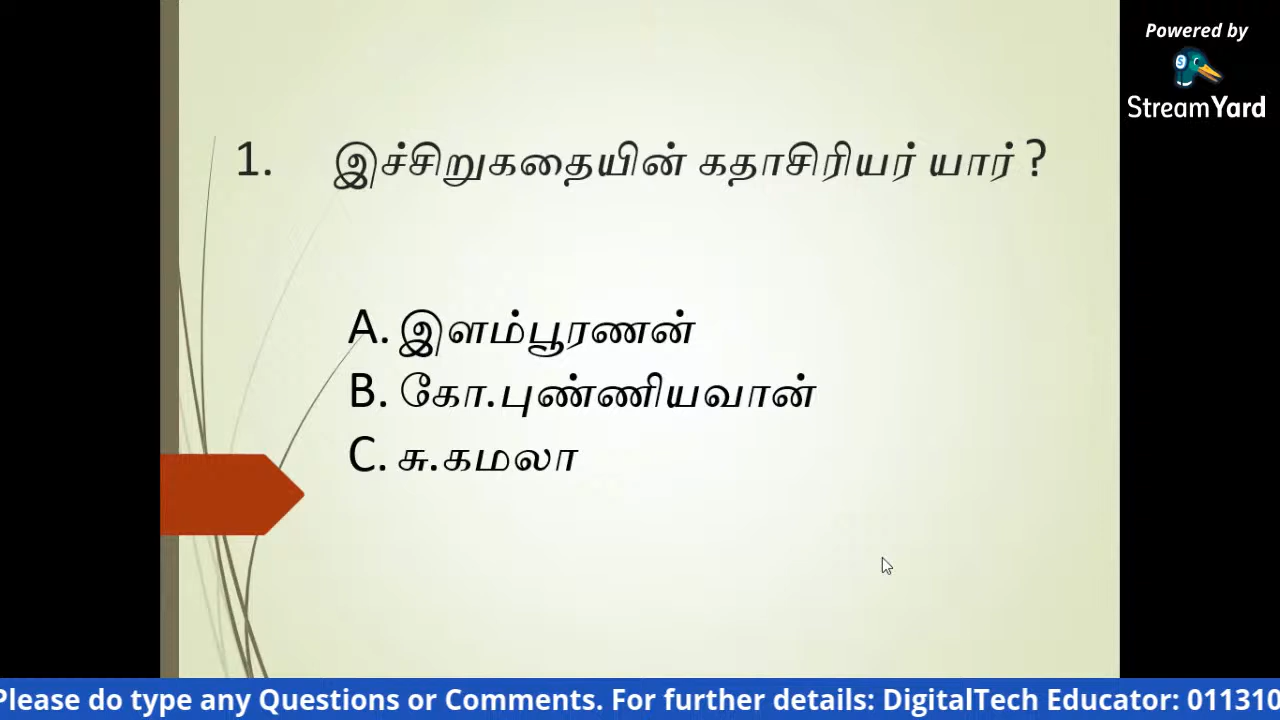 Powered by
StreamYard
1. இச்சிறுகதையின் கதாசிரியர் யார் ?
A. இளம்பூரணன்
B. கோ.புண்ணியவான்
C. சு.கமலா
Please do type any Questions or Comments. For further details: DigitalTech Educator: 011310